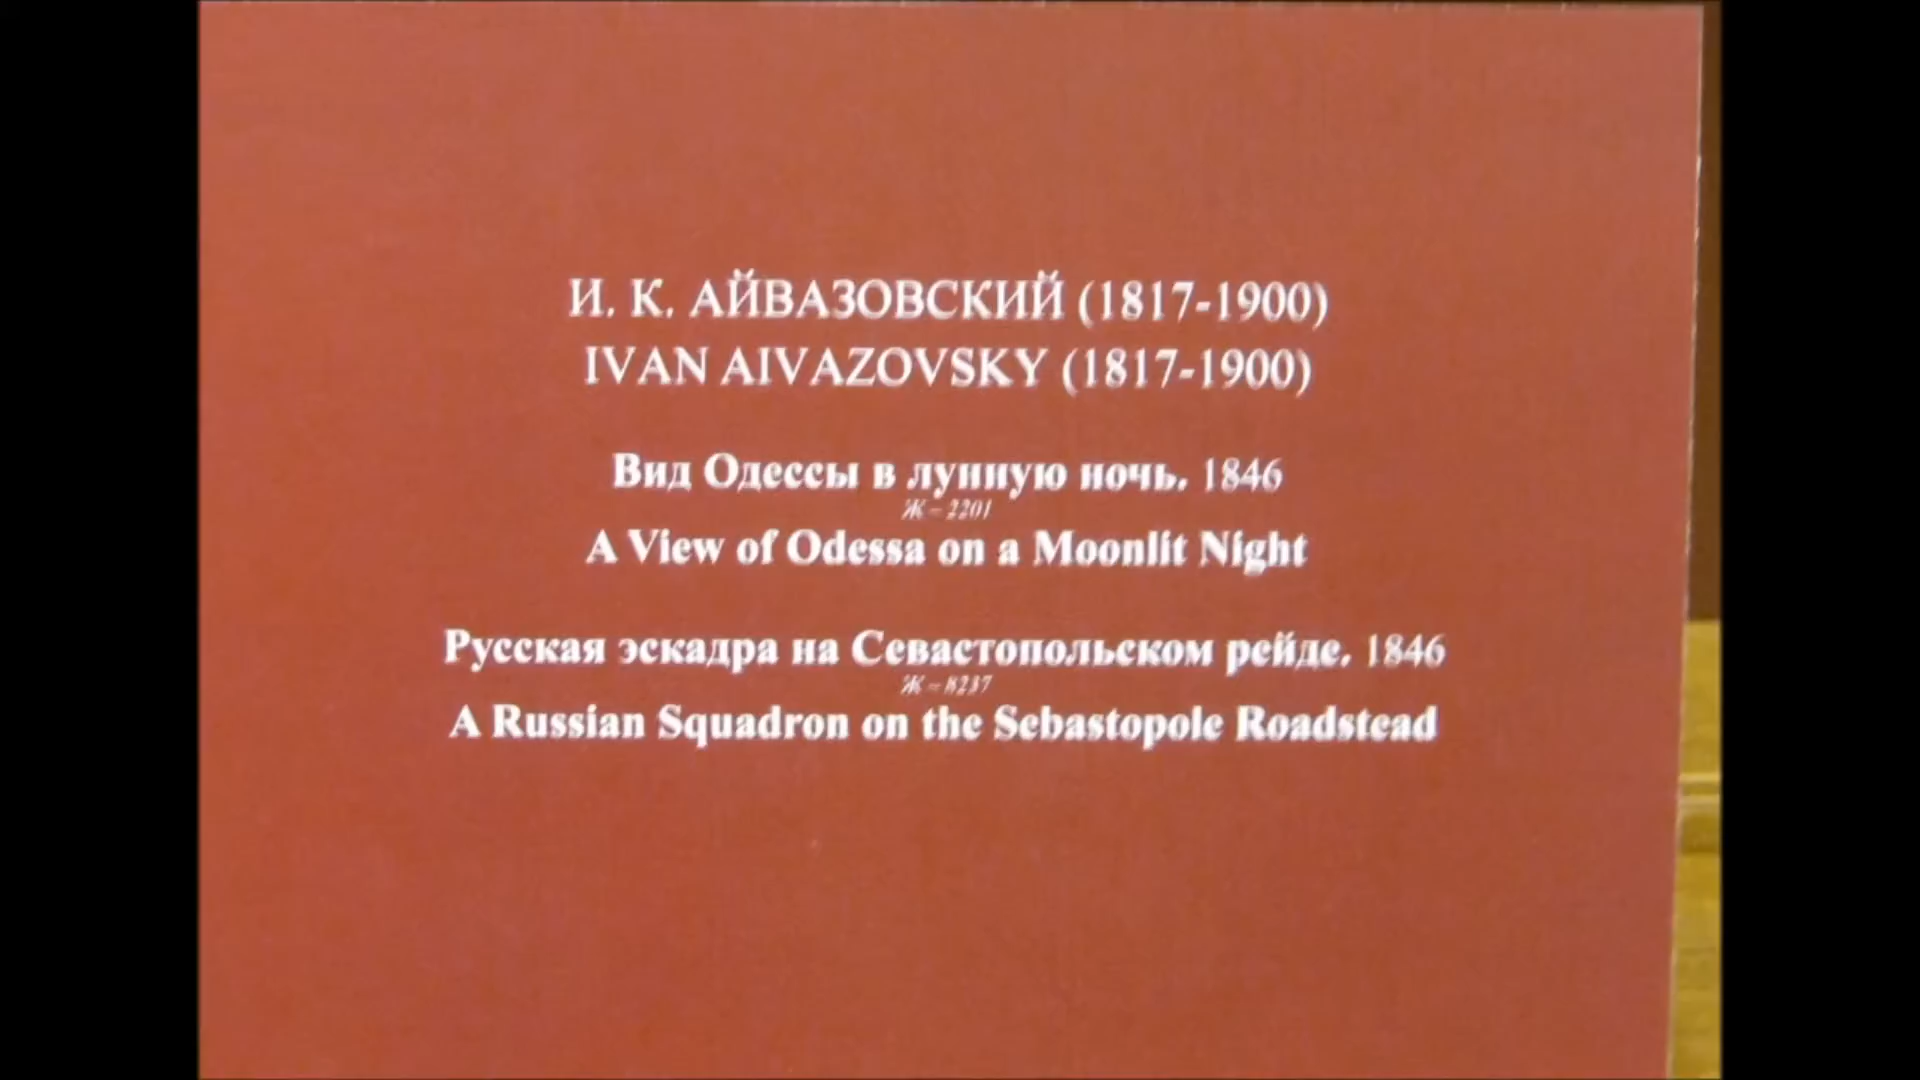 И. К. АЙВАЗОВСКИЙ (1817-1900)
IVAN AIVAZOVSKY (1817-1900)
Вид Одессы в лунную ночь. 1846
Ж – 2201
A View of Odessa on a Moonlit Night
Русская эскадра на Севастопольском рейде. 1846
Ж – 8237
A Russian Squadron on the Sebastopole Roadstead